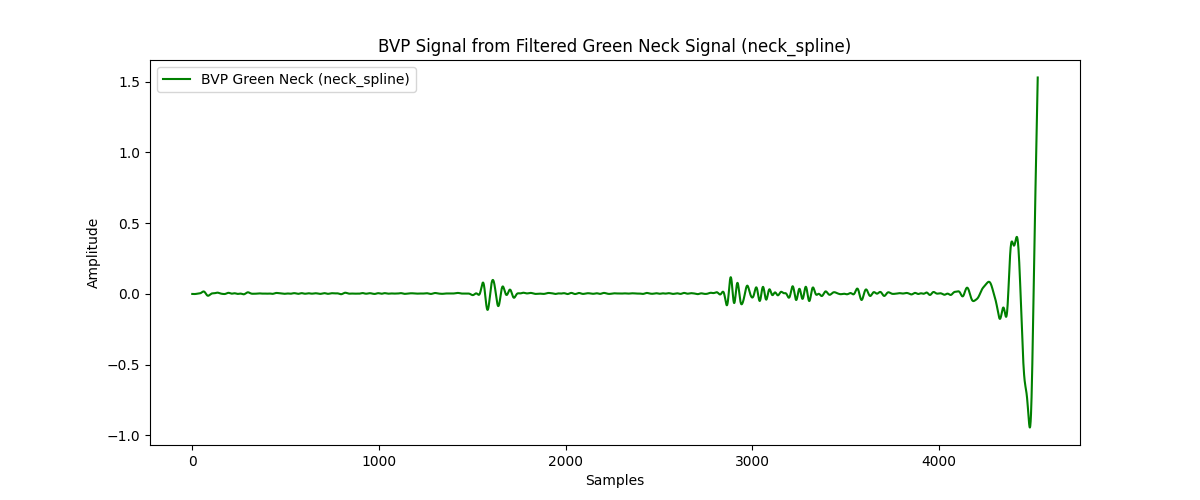 BVP Signal from Filtered Green Neck Signal (neck_spline)
BVP Green Neck (neck_spline)
1.5
1.0
0.5
0.0
−0.5
−1.0
Amplitude
0 1000 2000 3000 4000
Samples